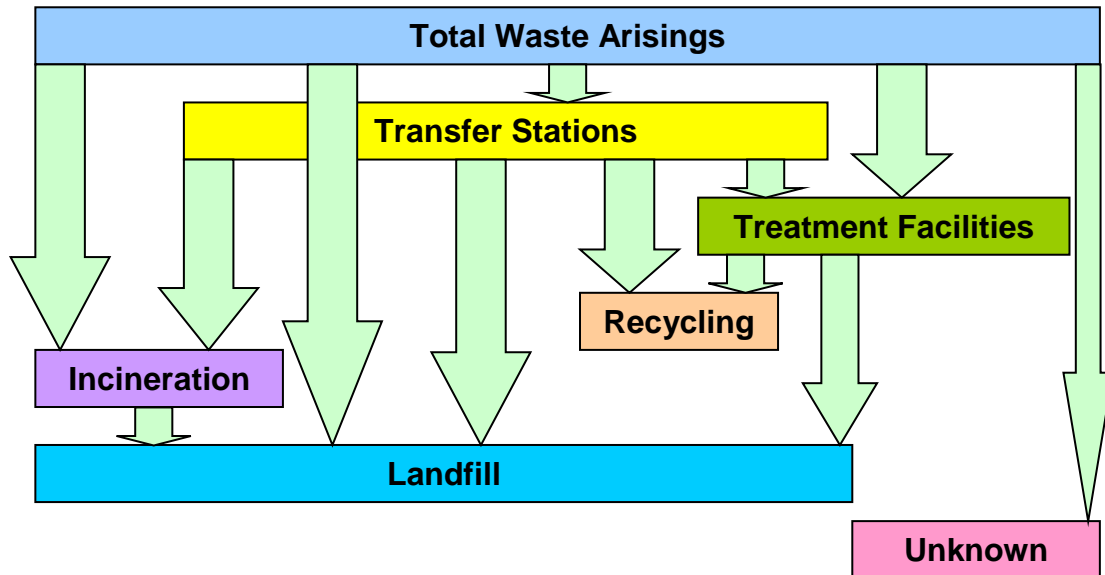 Total Waste Arisings
Transfer Stations
Treatment Facilities
Recycling
Incineration
Landfill
Unknown